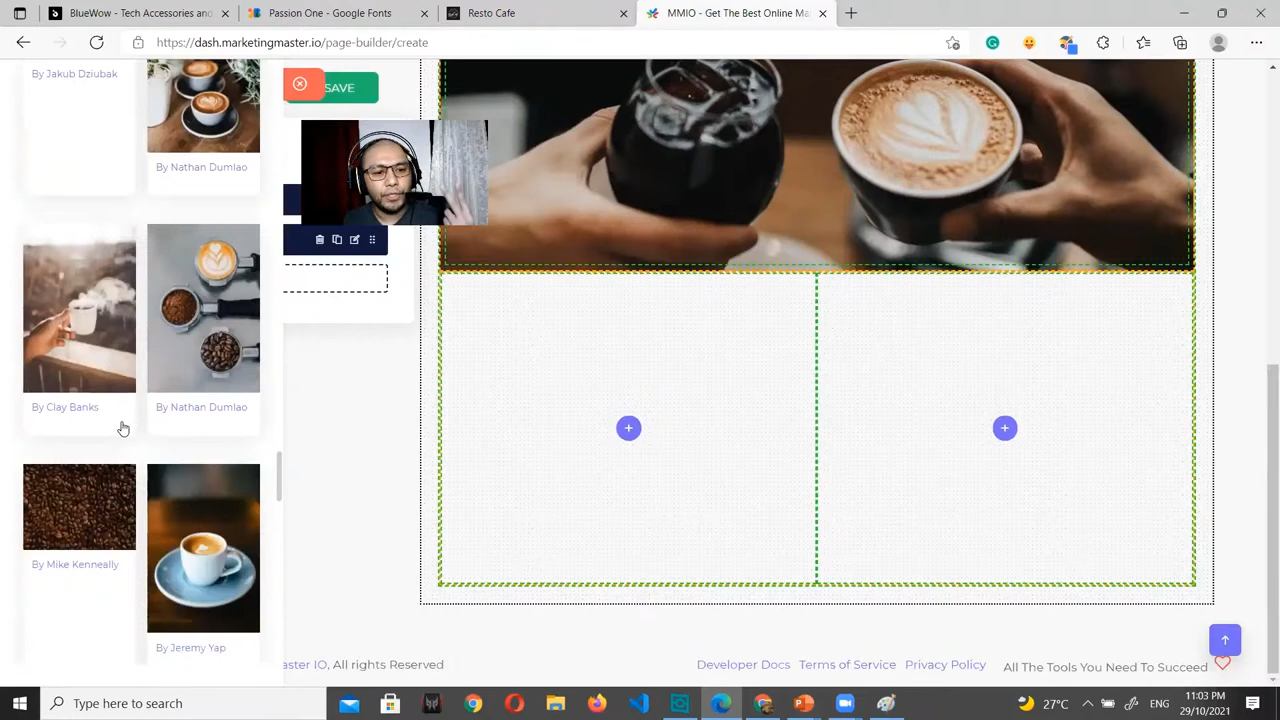 BlueWow - Tech Accessories and
Passion One - Google Fonts
Resto Cafe
MMIO - Get The Best Online Ma
https://dash.marketingmaster.io/page-builder/create
By Jakub Dziubak
SAVE
By Nathan Dumlao
By Clay Banks
By Nathan Dumlao
By Mike Kenneally
By Jeremy Yap
aster IO, All rights Reserved
Developer Docs Terms of Service Privacy Policy
All The Tools You Need To Succeed
Type here to search
27°C
ENG
11:03 PM
29/10/2021